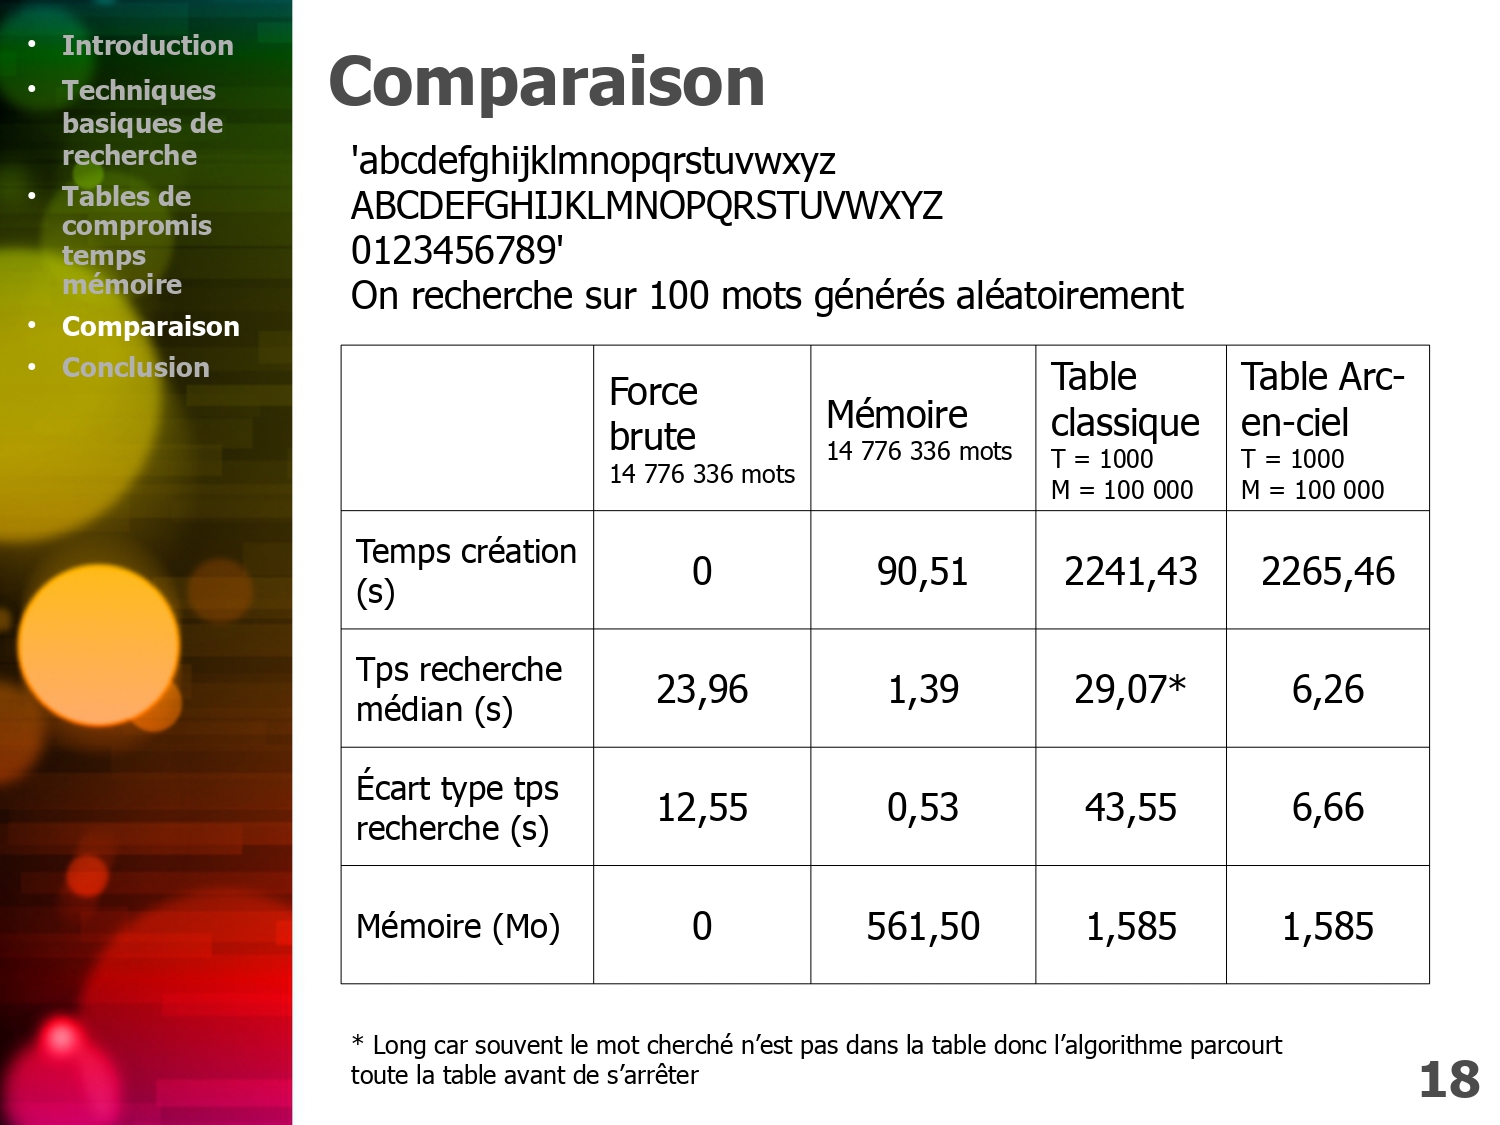 • Introduction
• Techniques
basiques de
recherche
• Tables de
compromis
temps
mémoire
• Comparaison
• Conclusion
Comparaison
'abcdefghijklmnopqrstuvwxyz
ABCDEFGHIJKLMNOPQRSTUVWXYZ
0123456789'
On recherche sur 100 mots générés aléatoirement
Force
brute
14 776 336 mots
Mémoire
14 776 336 mots
Table
classique
T = 1000
M = 100 000
Table Arc-
en-ciel
T = 1000
M = 100 000
Temps création
(s)
0
90,51
2241,43
2265,46
Tps recherche
médian (s)
23,96
1,39
29,07*
6,26
Écart type tps
recherche (s)
12,55
0,53
43,55
6,66
Mémoire (Mo)
0
561,50
1,585
1,585
* Long car souvent le mot cherché n’est pas dans la table donc l’algorithme parcourt
toute la table avant de s’arrêter
18